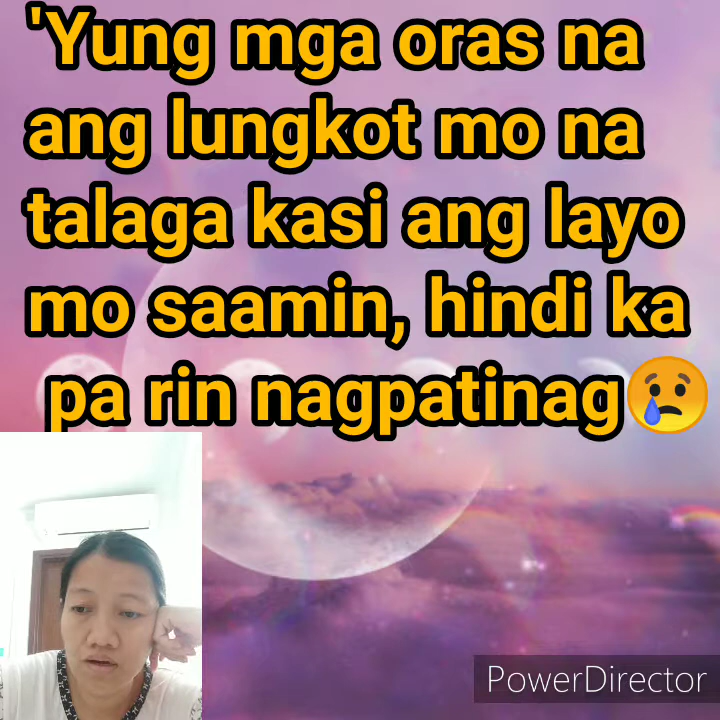 'Yung mga oras na
ang lungkot mo na
talaga kasi ang layo
mo saamin, hindi ka
pa rin nagpatinag😢
PowerDirector